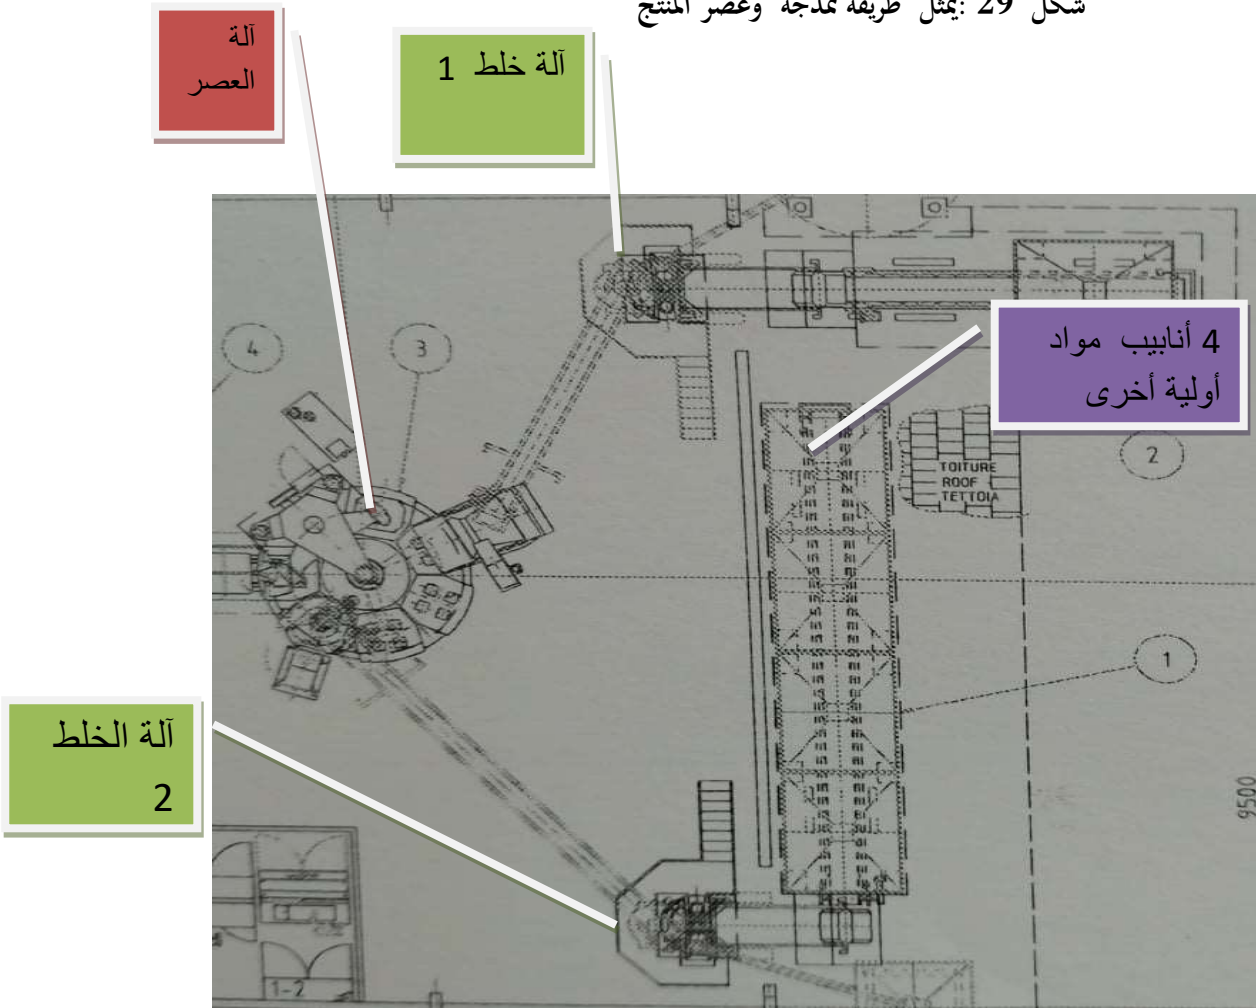 شكل 29 :يمثل طريقة نمذجة وعصر المنتج
آلة
العصر
آلة خلط 1
4 أنابيب مواد
أولية أخرى
4
3
2
TOITURE
ROOF
TETTOIA
1
آلة الخلط
2
9500
1-2